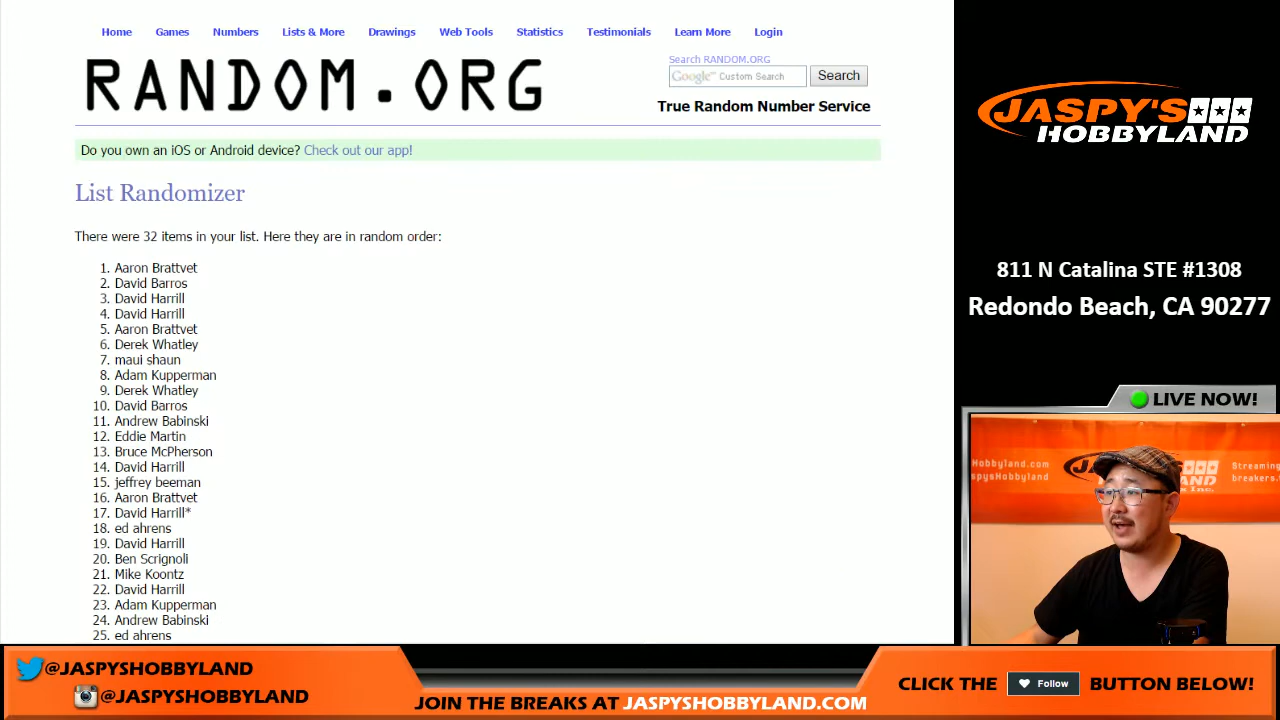 Home Games Numbers Lists & More Drawings Web Tools Statistics Testimonials Learn More Login
RANDOM.ORG
Search RANDOM.ORG
Google™ Custom Search Search
True Random Number Service
Do you own an iOS or Android device? Check out our app!
List Randomizer
There were 32 items in your list. Here they are in random order:
1. Aaron Brattvet
2. David Barros
3. David Harrill
4. David Harrill
5. Aaron Brattvet
6. Derek Whatley
7. maui shaun
8. Adam Kupperman
9. Derek Whatley
10. David Barros
11. Andrew Babinski
12. Eddie Martin
13. Bruce McPherson
14. David Harrill
15. jeffrey beeman
16. Aaron Brattvet
17. David Harrill*
18. ed ahrens
19. David Harrill
20. Ben Scrignoli
21. Mike Koontz
22. David Harrill
23. Adam Kupperman
24. Andrew Babinski
25. ed ahrens
JASPY'S
HOBBYLAND
811 N Catalina STE #1308
Redondo Beach, CA 90277
LIVE NOW!
Hobbyland.com
spysHobbyland
HOBBYLAND
Inc.
Streaming
breakers.
@JASPYSHOBBYLAND
@JASPYSHOBBYLAND
JOIN THE BREAKS AT JASPYSHOBBYLAND.COM
CLICK THE Follow BUTTON BELOW!